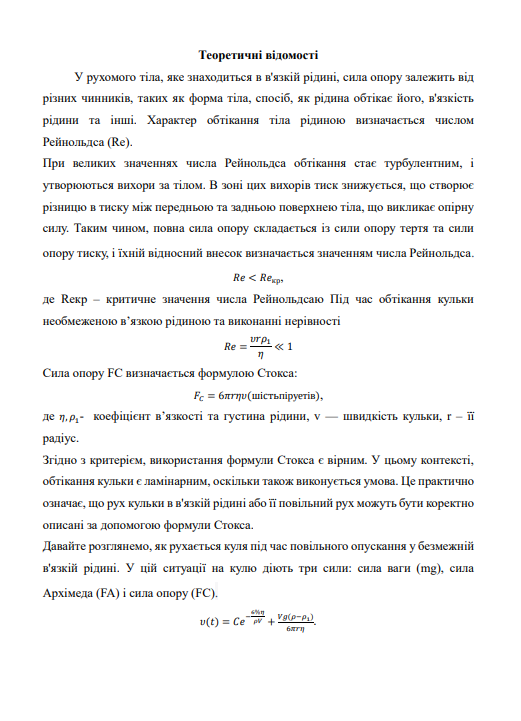 Теоретичні відомості
У рухомого тіла, яке знаходиться в в'язкій рідині, сила опору залежить від
різних чинників, таких як форма тіла, спосіб, як рідина обтікає його, в'язкість
рідини та інші. Характер обтікання тіла рідиною визначається числом
Рейнольдса (Re).
При великих значеннях числа Рейнольдса обтікання стає турбулентним, і
утворюються вихори за тілом. В зоні цих вихорів тиск знижується, що створює
різницю в тиску між передньою та задньою поверхнею тіла, що викликає опірну
силу. Таким чином, повна сила опору складається із сили опору тертя та сили
опору тиску, і їхній відносний внесок визначається значенням числа Рейнольдса.
Re < Reкр,
де Reкр – критичне значення числа Рейнольдсаю Під час обтікання кульки
необмеженою в’язкою рідиною та виконанні нерівності
Re = υrρ₁/η ≪ 1
Сила опору FC визначається формулою Стокса:
F_C = 6πrηυ(шістьпіруетів),
де η, ρ₁- коефіцієнт в’язкості та густина рідини, v — швидкість кульки, r – її
радіус.
Згідно з критерієм, використання формули Стокса є вірним. У цьому контексті,
обтікання кульки є ламінарним, оскільки також виконується умова. Це практично
означає, що рух кульки в в'язкій рідині або її повільний рух можуть бути коректно
описані за допомогою формули Стокса.
Давайте розглянемо, як рухається куля під час повільного опускання у безмежній
в'язкій рідині. У цій ситуації на кулю діють три сили: сила ваги (mg), сила
Архімеда (FA) і сила опору (FC).
υ(t) = Ce^(-6%η/ρV) + Vg(ρ−ρ₁)/6πrη.